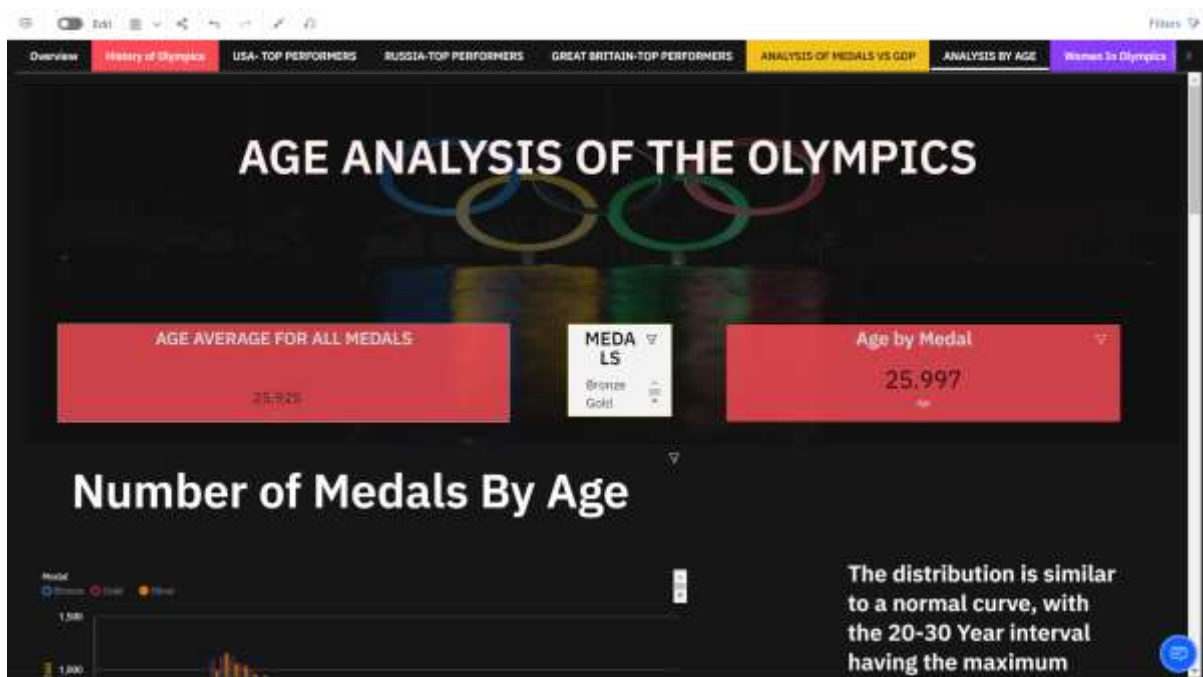 Edit
Filters
Overview
History of Olympics
USA- TOP PERFORMERS
RUSSIA-TOP PERFORMERS
GREAT BRITAIN-TOP PERFORMERS
ANALYSIS OF MEDALS VS GDP
ANALYSIS BY AGE
Women In Olympics
AGE ANALYSIS OF THE OLYMPICS
AGE AVERAGE FOR ALL MEDALS
25.925
MEDA
LS
Bronze
Gold
Age by Medal
25.997
Age
Number of Medals By Age
Medal
Bronze Gold Silver
1,500
1,000
The distribution is similar
to a normal curve, with
the 20-30 Year interval
having the maximum